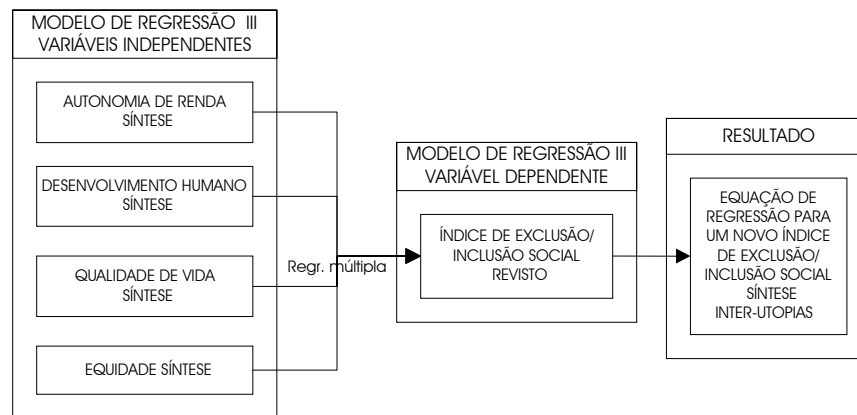 MODELO DE REGRESSÃO III
VARIÁVEIS INDEPENDENTES
AUTONOMIA DE RENDA
SÍNTESE
DESENVOLVIMENTO HUMANO
SÍNTESE
QUALIDADE DE VIDA
SÍNTESE
EQUIDADE SÍNTESE
Regr. múltipla
MODELO DE REGRESSÃO III
VARIÁVEL DEPENDENTE
ÍNDICE DE EXCLUSÃO/
INCLUSÃO SOCIAL
REVISTO
RESULTADO
EQUAÇÃO DE
REGRESSÃO PARA
UM NOVO ÍNDICE
DE EXCLUSÃO/
INCLUSÃO SOCIAL
SÍNTESE
INTER-UTOPIAS